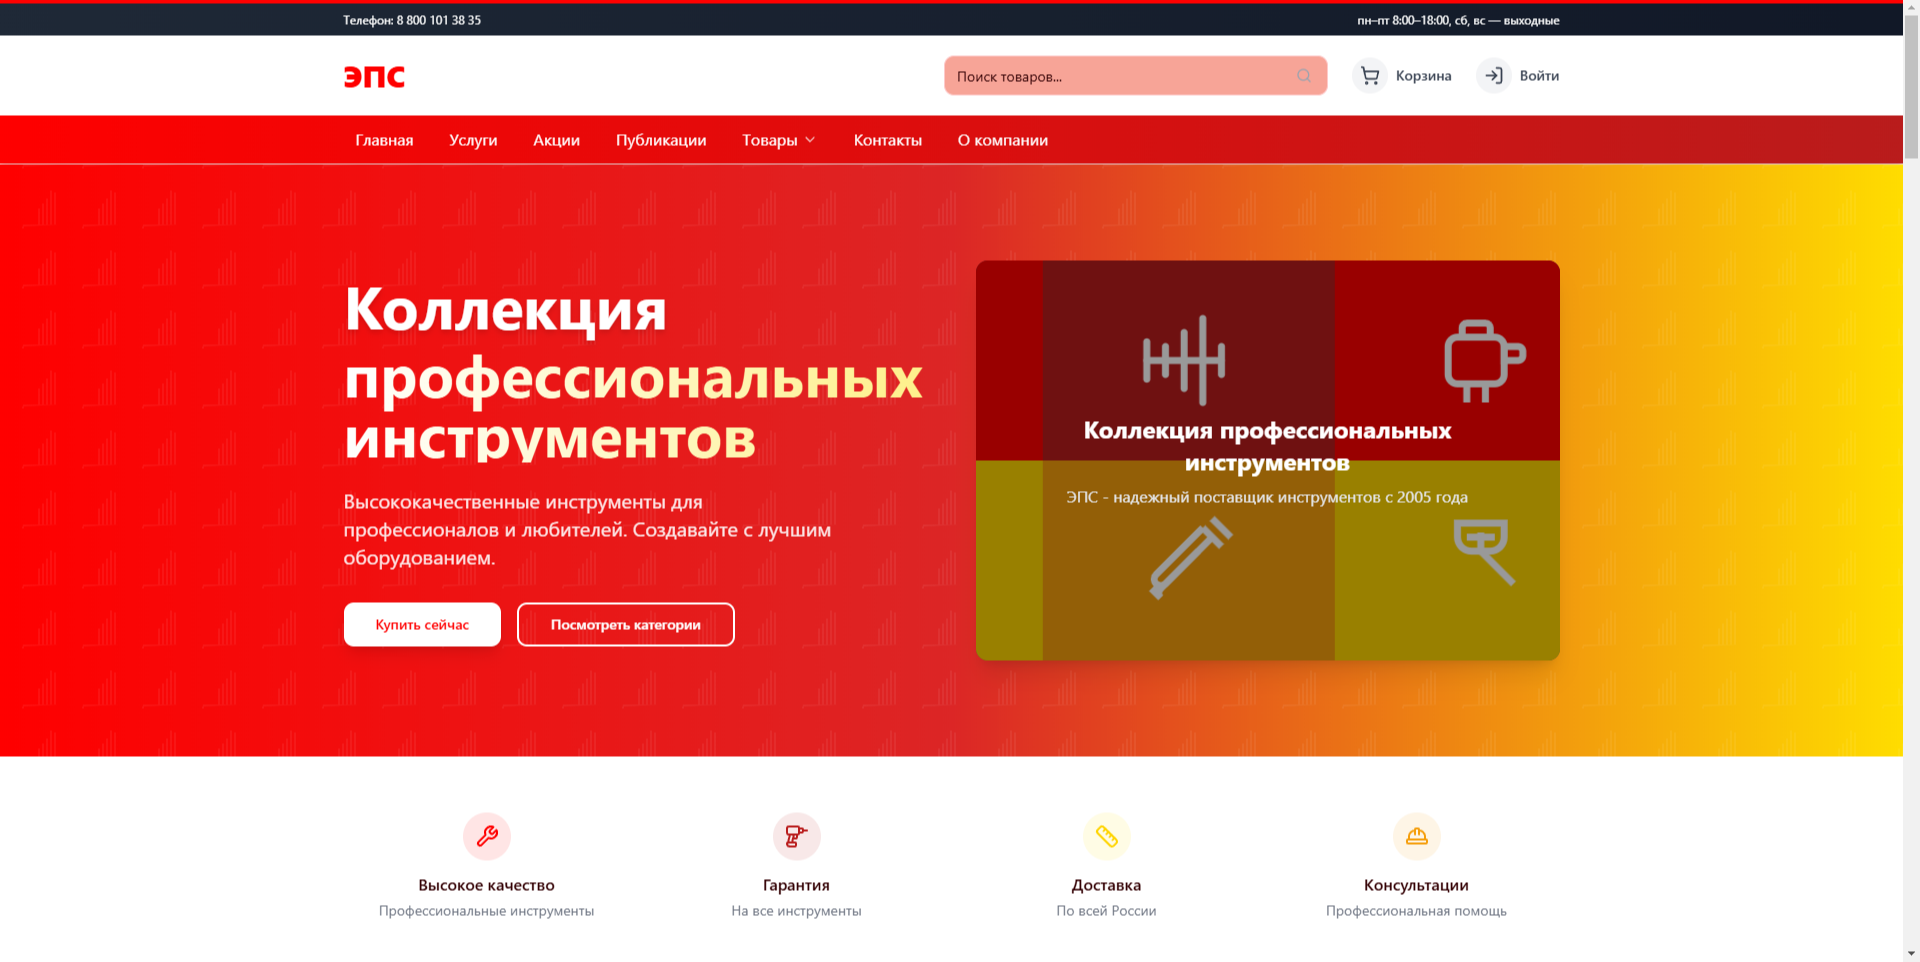 Телефон: 8 800 101 38 35
пн–пт 8:00–18:00, сб, вс — выходные
ЭПС
Поиск товаров...
Корзина
Войти
Главная
Услуги
Акции
Публикации
Товары
Контакты
О компании
Коллекция
профессиональных
инструментов
Высококачественные инструменты для
профессионалов и любителей. Создавайте с лучшим
оборудованием.
Купить сейчас
Посмотреть категории
Коллекция профессиональных
инструментов
ЭПС - надежный поставщик инструментов с 2005 года
Высокое качество
Профессиональные инструменты
Гарантия
На все инструменты
Доставка
По всей России
Консультации
Профессиональная помощь